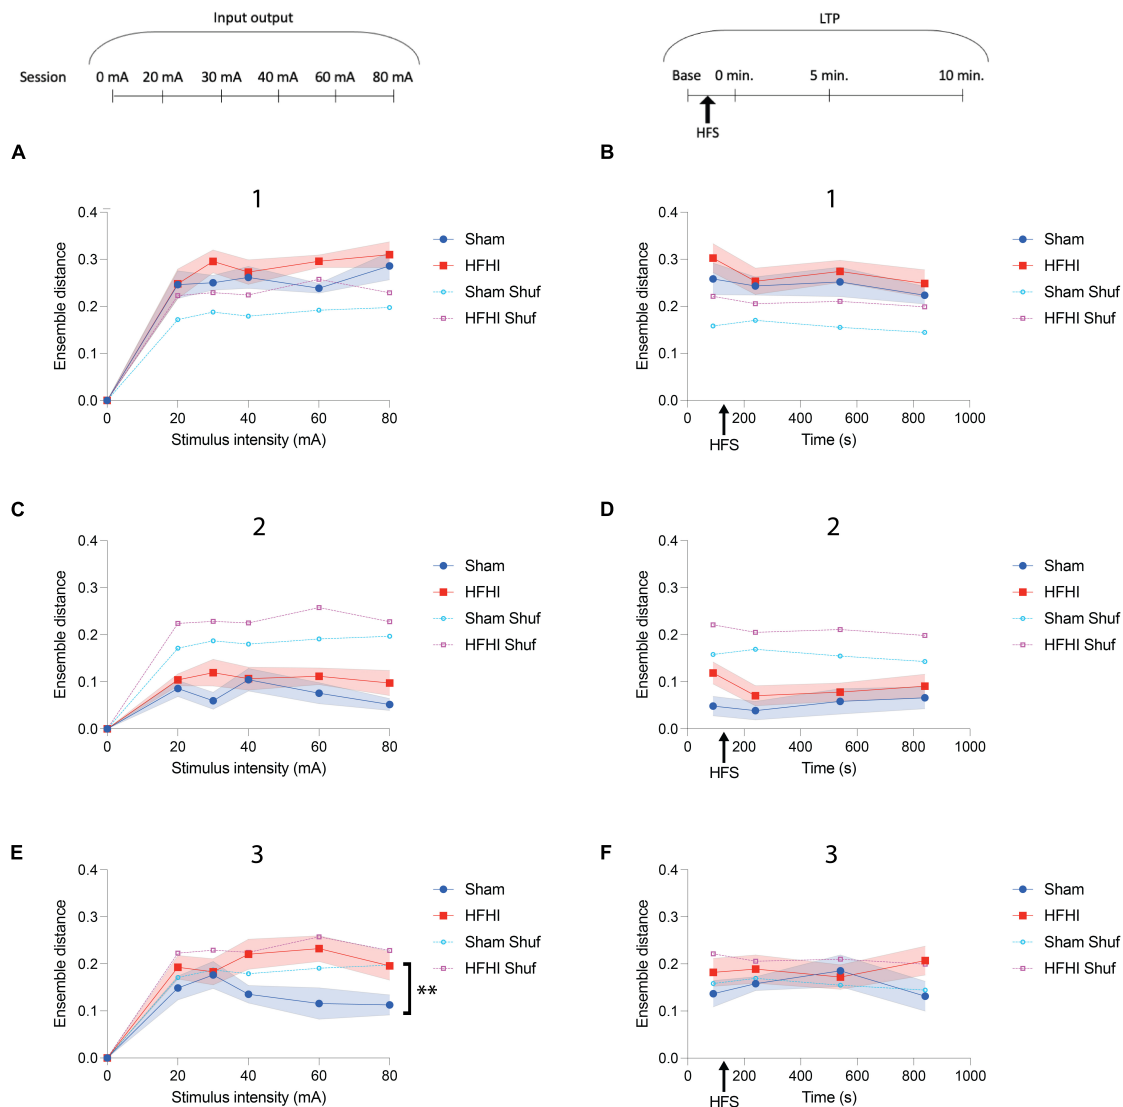 Input output
LTP
Session 0 mA 20 mA 30 mA 40 mA 60 mA 80 mA
Base 0 min. 5 min. 10 min.
HFS
A
1
Ensemble distance
0.4
0.3
0.2
0.1
0.0
0 20 40 60 80
Stimulus intensity (mA)
Sham
HFHI
Sham Shuf
HFHI Shuf
B
1
Ensemble distance
0.4
0.3
0.2
0.1
0.0
0 200 400 600 800 1000
HFS
Time (s)
Sham
HFHI
Sham Shuf
HFHI Shuf
C
2
Ensemble distance
0.4
0.3
0.2
0.1
0.0
0 20 40 60 80
Stimulus intensity (mA)
Sham
HFHI
Sham Shuf
HFHI Shuf
D
2
Ensemble distance
0.4
0.3
0.2
0.1
0.0
0 200 400 600 800 1000
HFS
Time (s)
Sham
HFHI
Sham Shuf
HFHI Shuf
E
3
Ensemble distance
0.4
0.3
0.2
0.1
0.0
0 20 40 60 80
Stimulus intensity (mA)
**
Sham
HFHI
Sham Shuf
HFHI Shuf
F
3
Ensemble distance
0.4
0.3
0.2
0.1
0.0
0 200 400 600 800 1000
HFS
Time (s)
Sham
HFHI
Sham Shuf
HFHI Shuf